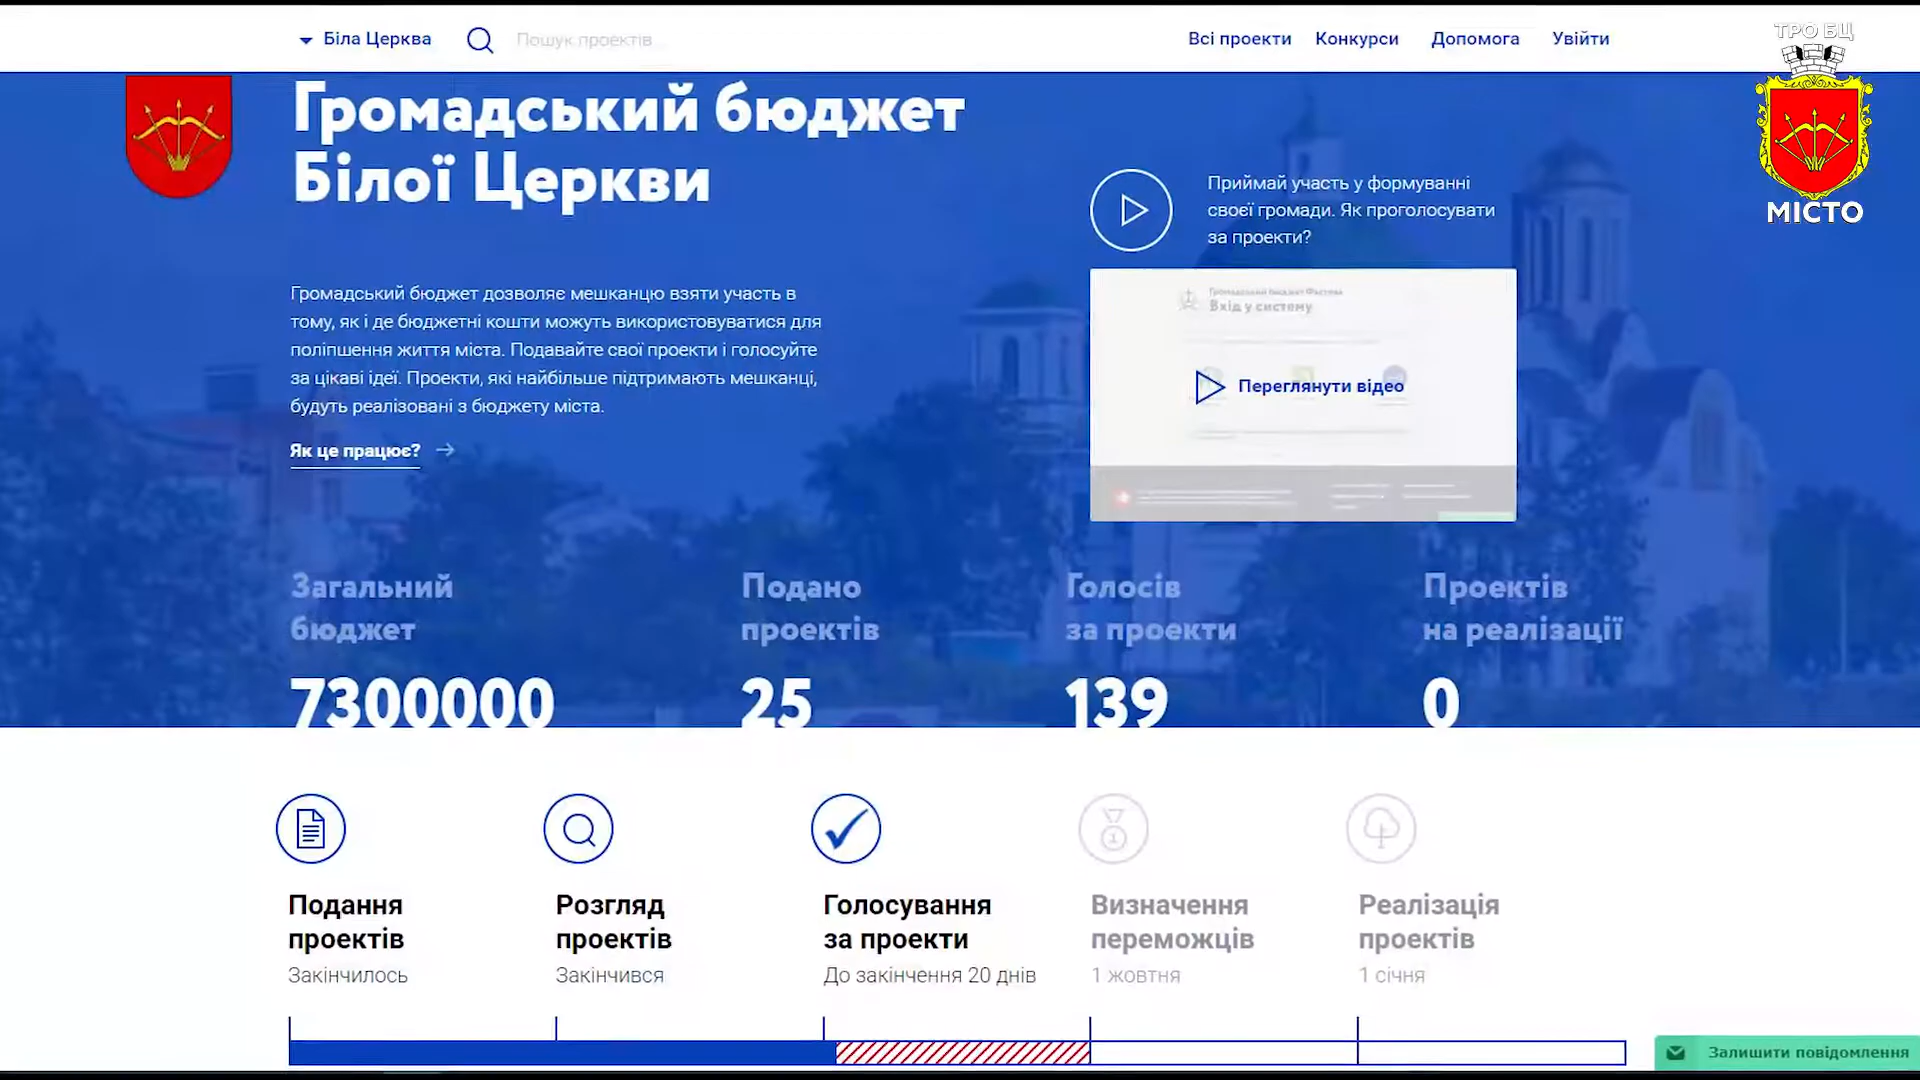 Біла Церква
Пошук проектів
Всі проекти
Конкурси
Допомога
Увійти
ТРО БЦ
МІСТО
Громадський бюджет
Білої Церкви
Приймай участь у формуванні
своєї громади. Як проголосувати
за проекти?
Громадський бюджет дозволяє мешканцю взяти участь в
тому, як і де бюджетні кошти можуть використовуватися для
поліпшення життя міста. Подавайте свої проекти і голосуйте
за цікаві ідеї. Проекти, які найбільше підтримають мешканці,
будуть реалізовані з бюджету міста.
Як це працює?
Громадський бюджет Фастова
Вхід у систему
Переглянути відео
Загальний
бюджет
7300000
Подано
проектів
25
Голосів
за проекти
139
Проектів
на реалізації
0
Подання
проектів
Закінчилось
Розгляд
проектів
Закінчився
Голосування
за проекти
До закінчення 20 днів
1
Визначення
переможців
1 жовтня
Реалізація
проектів
1 січня
Залишити повідомлення